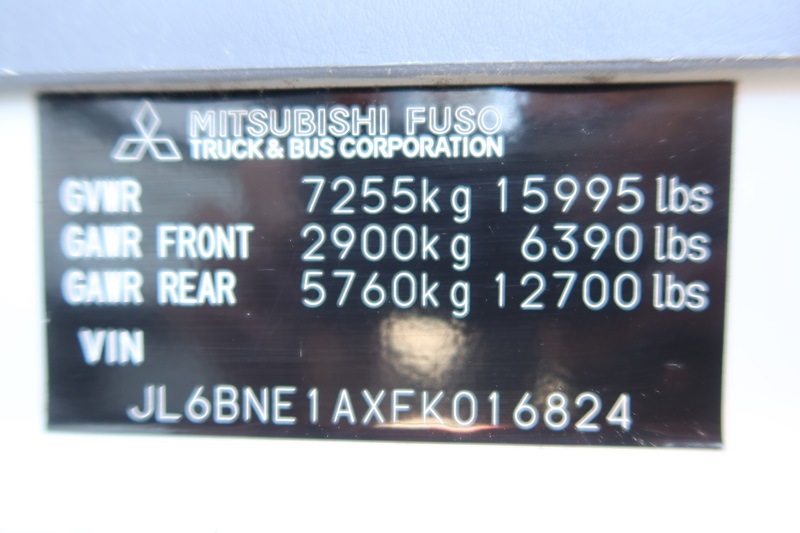 MITSUBISHI FUSO
TRUCK & BUS CORPORATION
GVWR 7255kg 15995 lbs
GAWR FRONT 2900kg 6390 lbs
GAWR REAR 5760kg 12700 lbs
VIN
JL6BNE1AXFK016824